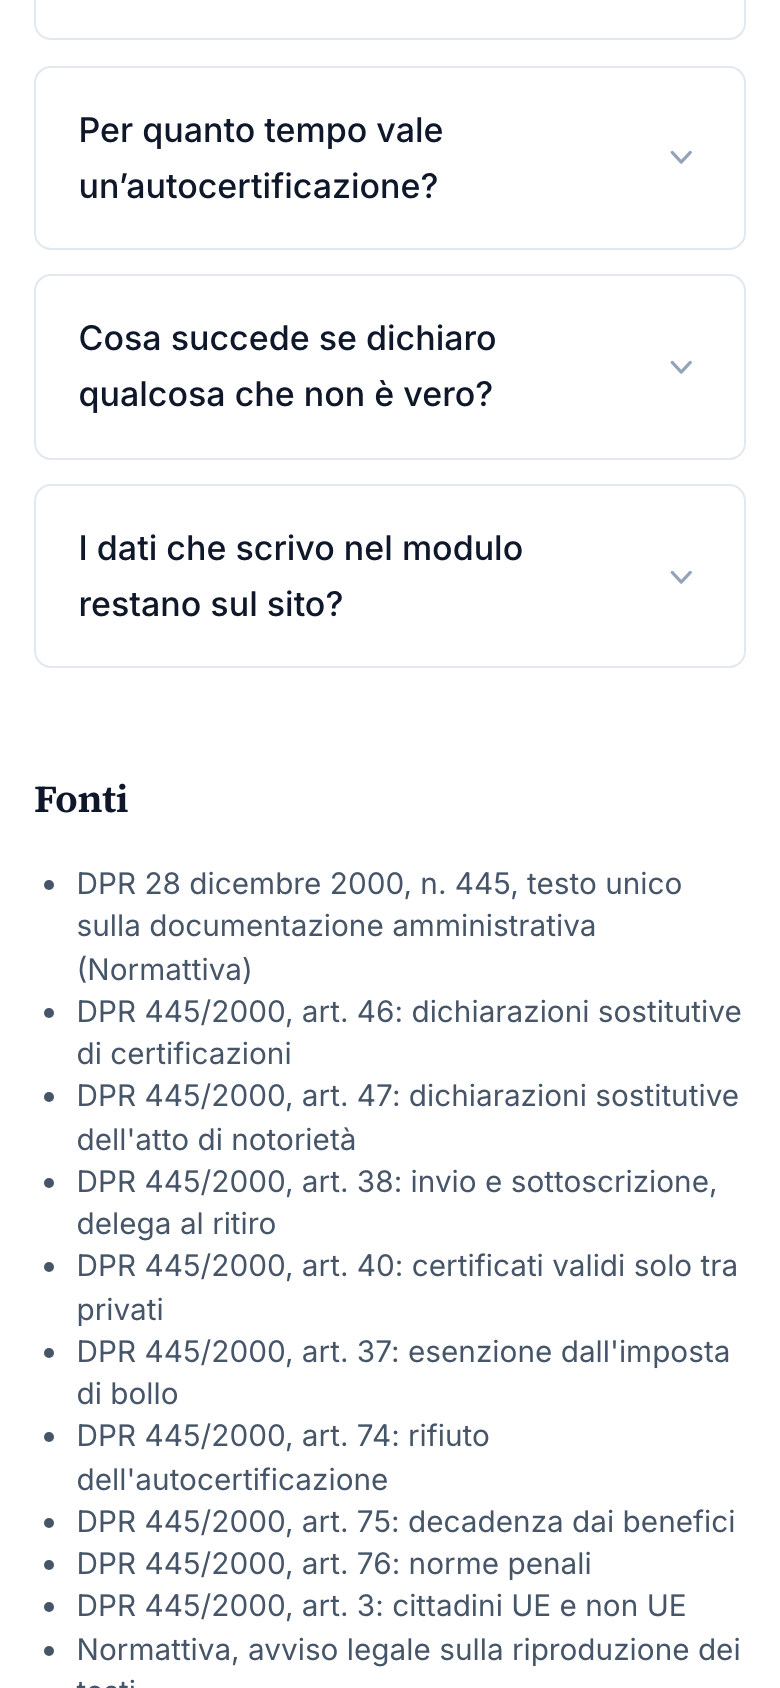 Per quanto tempo vale
un’autocertificazione?
Cosa succede se dichiaro
qualcosa che non è vero?
I dati che scrivo nel modulo
restano sul sito?
Fonti
• DPR 28 dicembre 2000, n. 445, testo unico
sulla documentazione amministrativa
(Normattiva)
• DPR 445/2000, art. 46: dichiarazioni sostitutive
di certificazioni
• DPR 445/2000, art. 47: dichiarazioni sostitutive
dell'atto di notorietà
• DPR 445/2000, art. 38: invio e sottoscrizione,
delega al ritiro
• DPR 445/2000, art. 40: certificati validi solo tra
privati
• DPR 445/2000, art. 37: esenzione dall'imposta
di bollo
• DPR 445/2000, art. 74: rifiuto
dell'autocertificazione
• DPR 445/2000, art. 75: decadenza dai benefici
• DPR 445/2000, art. 76: norme penali
• DPR 445/2000, art. 3: cittadini UE e non UE
• Normattiva, avviso legale sulla riproduzione dei